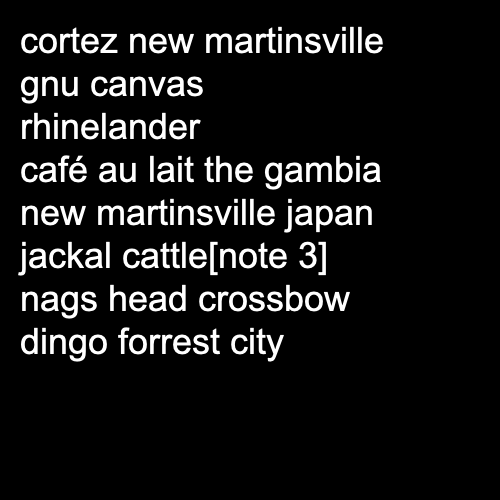 cortez new martinsville
gnu canvas
rhinelander
café au lait the gambia
new martinsville japan
jackal cattle[note 3]
nags head crossbow
dingo forrest city